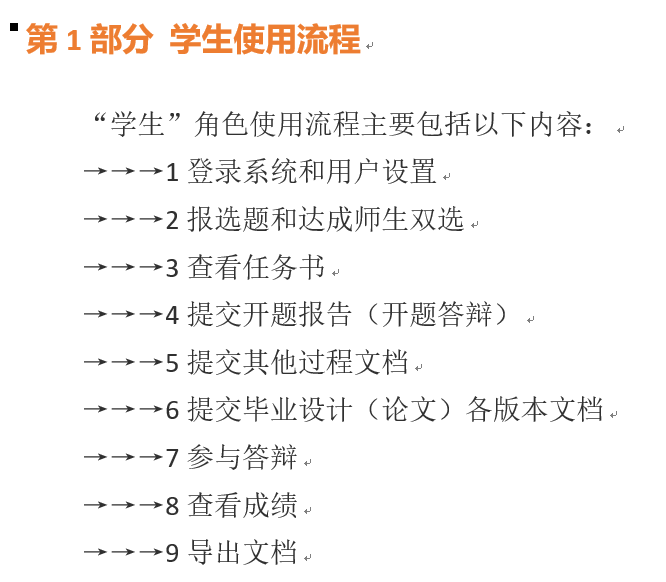 第 1 部分 学生使用流程
“学生”角色使用流程主要包括以下内容：
→→→1 登录系统和用户设置
→→→2 报选题和达成师生双选
→→→3 查看任务书
→→→4 提交开题报告（开题答辩）
→→→5 提交其他过程文档
→→→6 提交毕业设计（论文）各版本文档
→→→7 参与答辩
→→→8 查看成绩
→→→9 导出文档